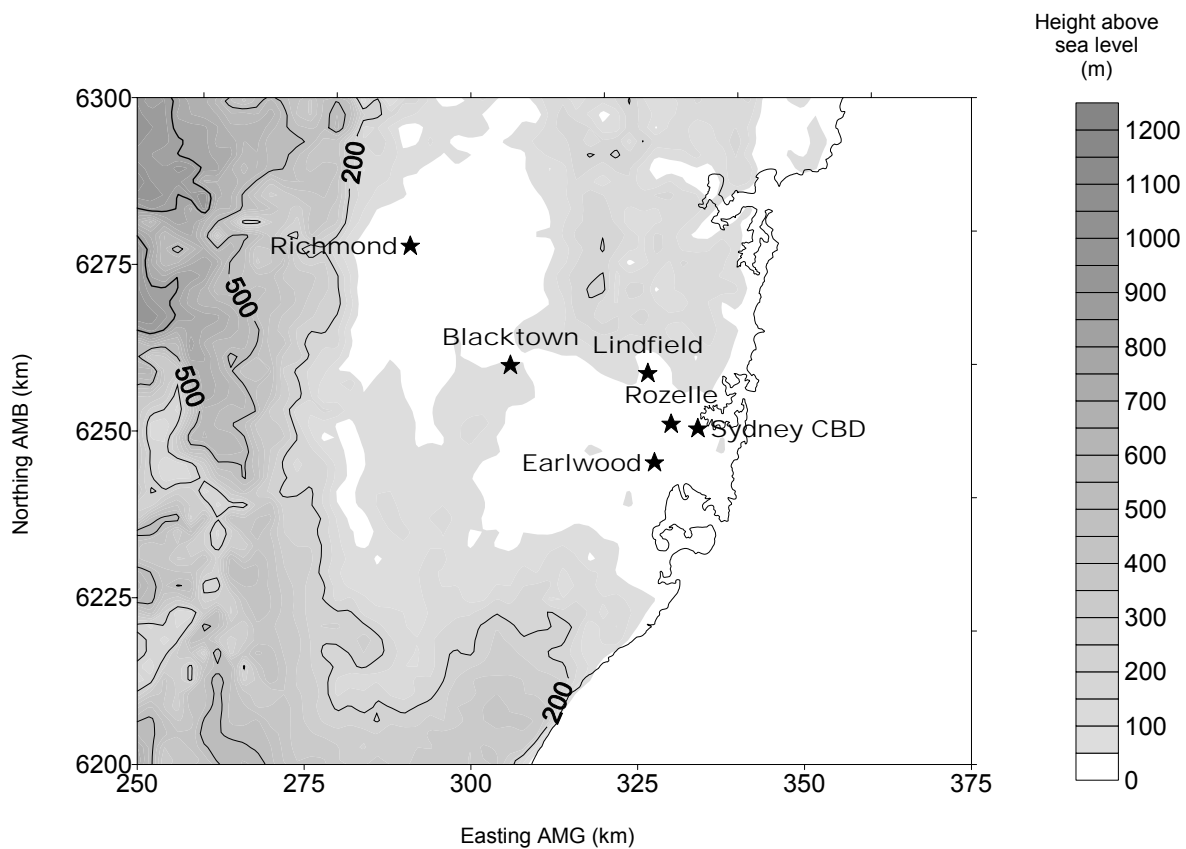 Height above
sea level
(m)
6300
6275
6250
6225
6200
250
275
300
325
350
375
Northing AMB (km)
Easting AMG (km)
200
500
500
200
Richmond
Blacktown
Lindfield
Rozelle
Sydney CBD
Earlwood
1200
1100
1000
900
800
700
600
500
400
300
200
100
0